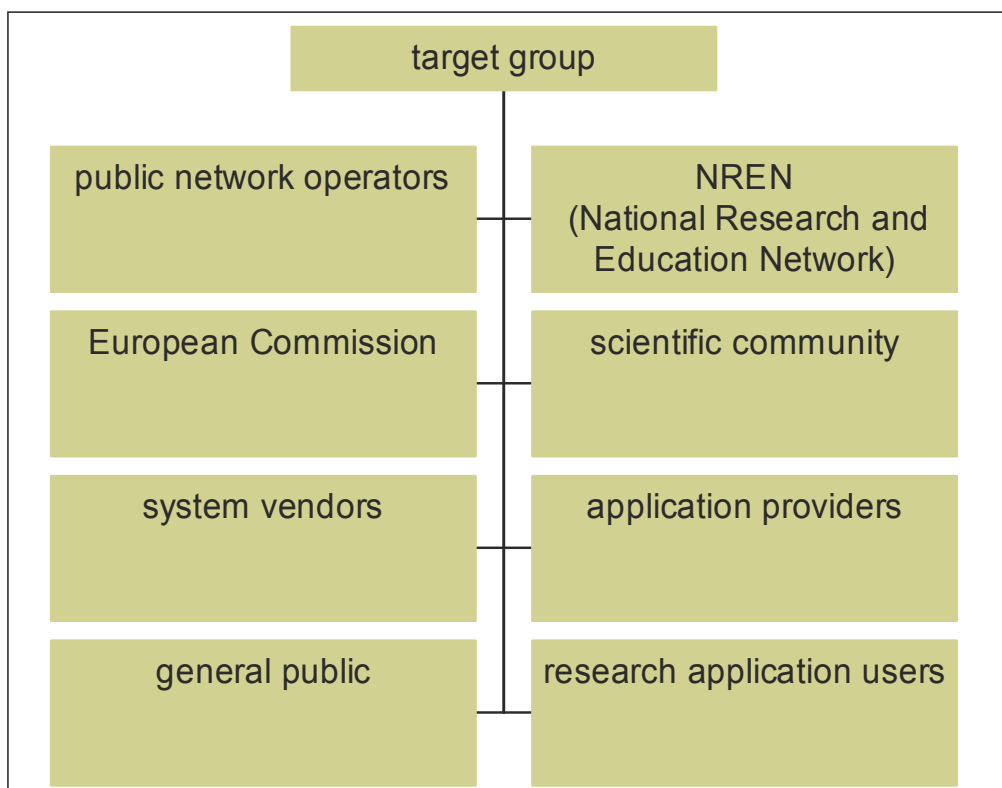 target group
public network operators
NREN
(National Research and
Education Network)
European Commission
scientific community
system vendors
application providers
general public
research application users